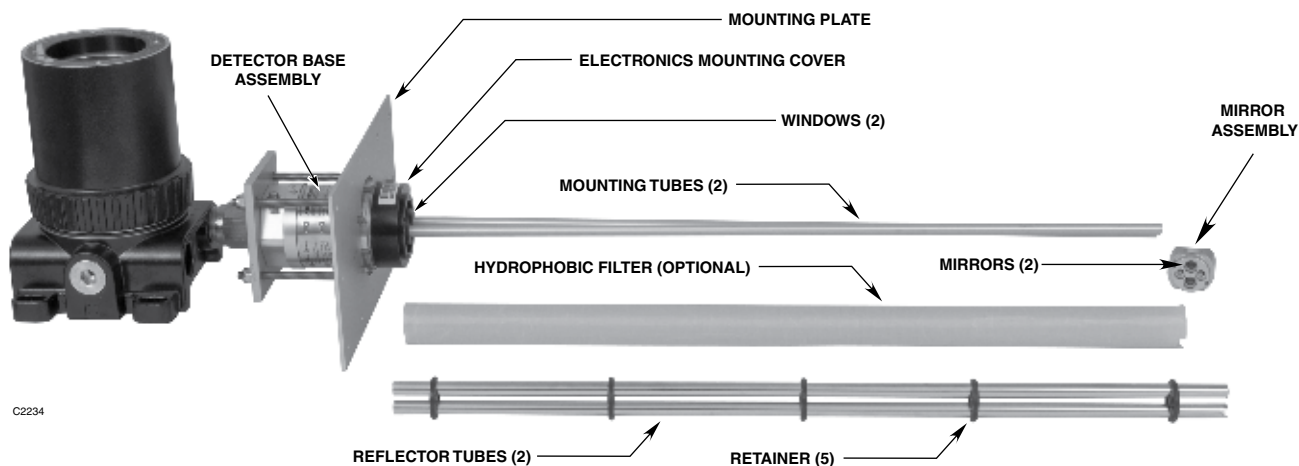 MOUNTING PLATE
DETECTOR BASE
ASSEMBLY
ELECTRONICS MOUNTING COVER
WINDOWS (2)
MIRROR
ASSEMBLY
MOUNTING TUBES (2)
HYDROPHOBIC FILTER (OPTIONAL)
MIRRORS (2)
C2234
REFLECTOR TUBES (2)
RETAINER (5)